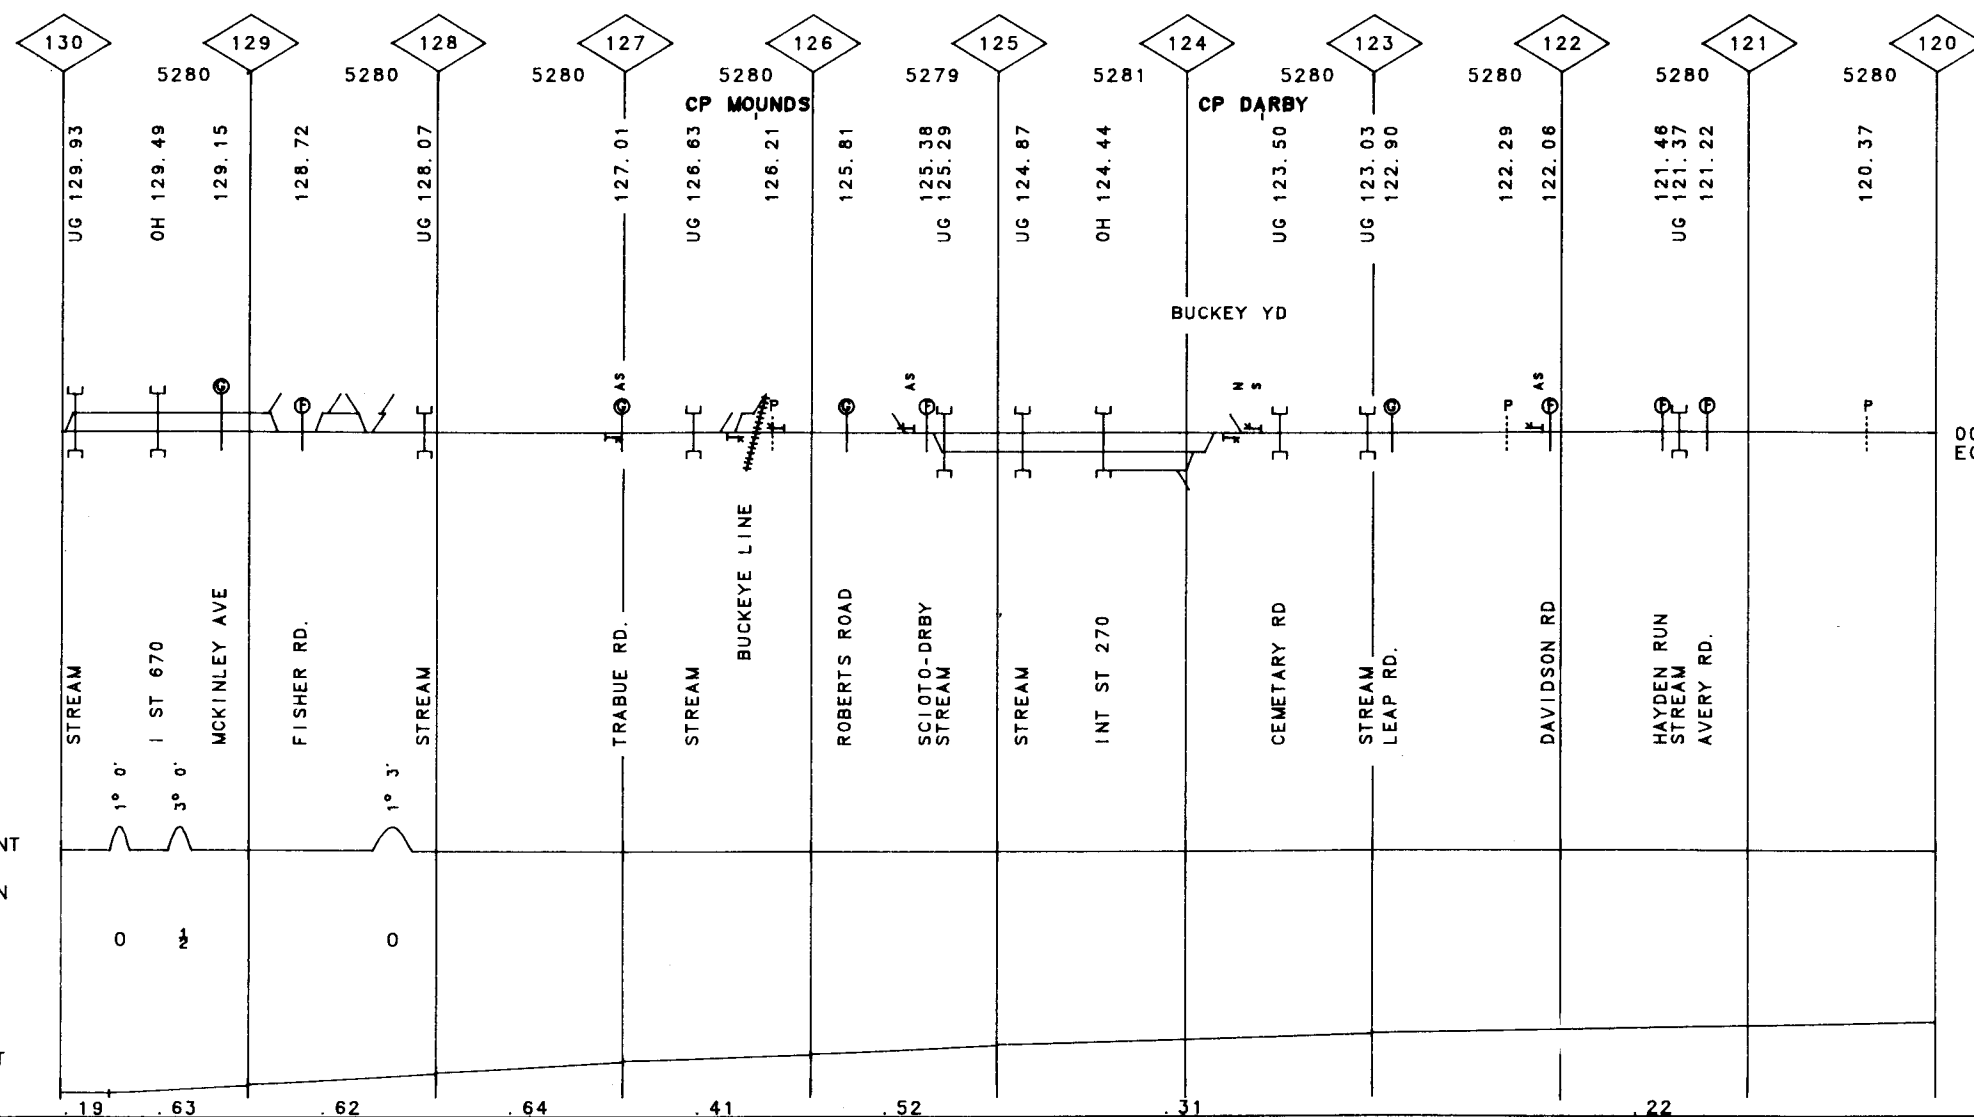 130 129 128 127 126 125 124 123 122 121 120
5280 5280 5280 5280 5279 5281 5280 5280 5280 5280
CP MOUNDS CP DARBY
UG 129.93
OH 129.49
129.15
128.72
UG 128.07
127.01
UG 126.63
126.21
125.81
125.38
UG 125.29
UG 124.87
OH 124.44
UG 123.50
UG 123.03
122.90
122.29
122.06
121.46
UG 121.37
121.22
120.37
BUCKEY YD
G F G AS P G AS F N S G P AS F F F P
STREAM
I ST 670
MCKINLEY AVE
FISHER RD.
STREAM
TRABUE RD.
STREAM
BUCKEYE LINE
ROBERTS ROAD
SCIOTO-DRBY
STREAM
STREAM
INT ST 270
CEMETARY RD
STREAM
LEAP RD.
DAVIDSON RD
HAYDEN RUN
STREAM
AVERY RD.
1° 0'
3° 0'
1° 3'
0 ½ 0
.19 .63 .62 .64 .41 .52 .31 .22